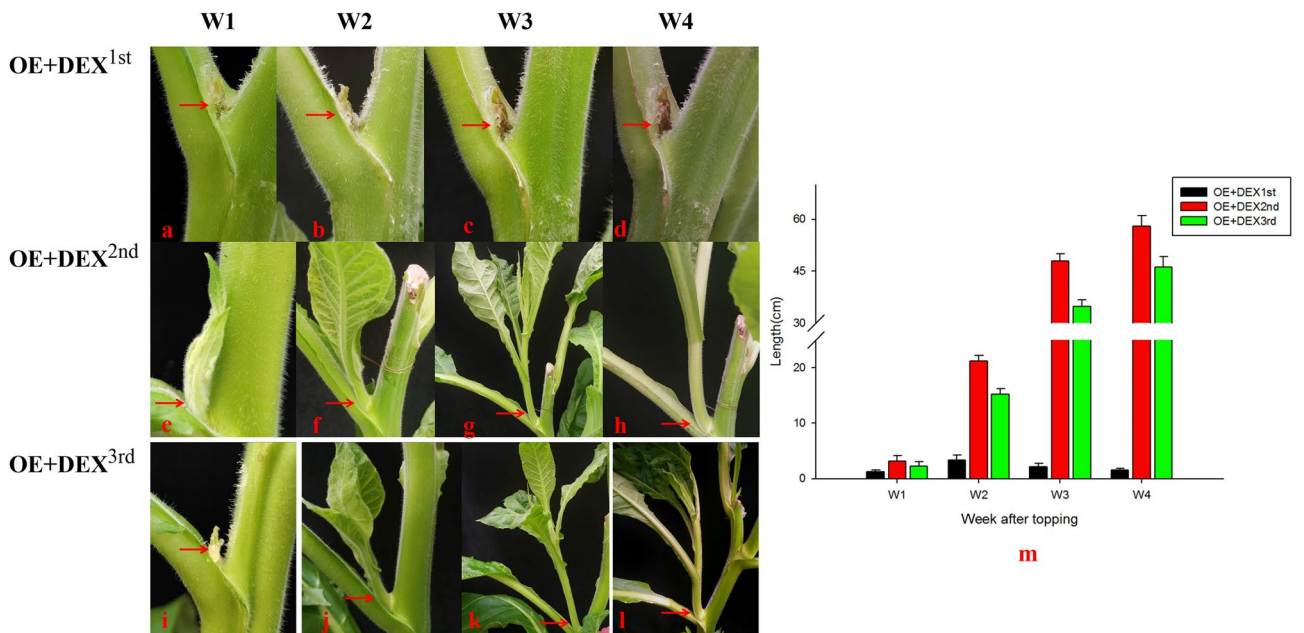 W1 W2 W3 W4
OE+DEX1st
a b c d
OE+DEX2nd
e f g h
OE+DEX3rd
i j k l
OE+DEX1st
OE+DEX2nd
OE+DEX3rd
60
45
30
20
10
0
Length(cm)
W1 W2 W3 W4
Week after topping
m